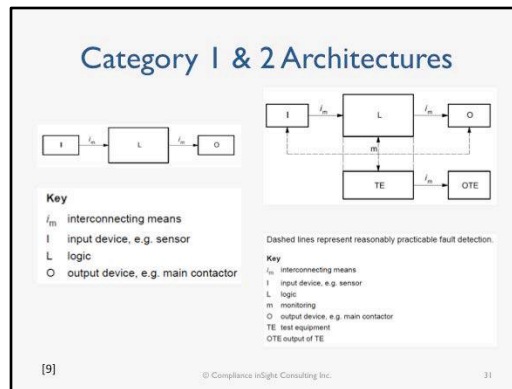 Category 1 & 2 Architectures
I
im
L
im
O
Key
im interconnecting means
I input device, e.g. sensor
L logic
O output device, e.g. main contactor
I
im
L
im
O
m
TE
im
OTE
Dashed lines represent reasonably practicable fault detection.
Key
im interconnecting means
I input device, e.g. sensor
L logic
m monitoring
O output device, e.g. main contactor
TE test equipment
OTE output of TE
[9]
© Compliance inSight Consulting Inc.
31